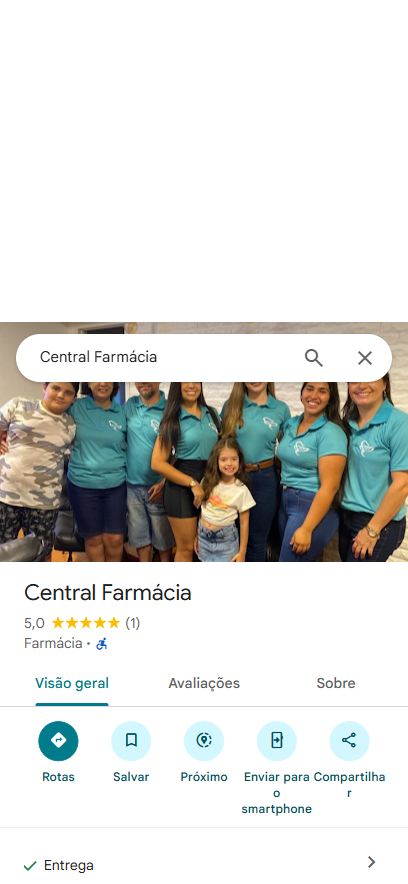 Central Farmácia
Central Farmácia
5,0 (1)
Farmácia ·
Visão geral Avaliações Sobre
Rotas Salvar Próximo Enviar para o smartphone Compartilhar
Entrega